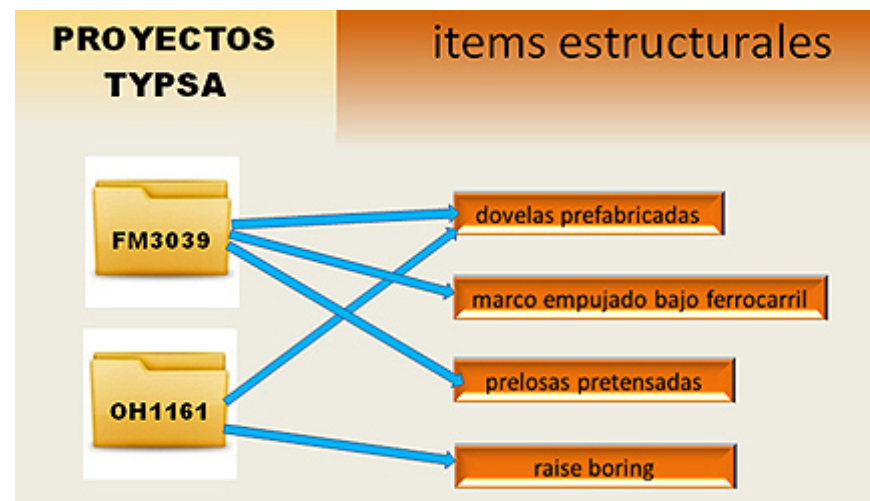 PROYECTOS
TYPSA
items estructurales
FM3039
OH1161
dovelas prefabricadas
marco empujado bajo ferrocarril
prelosas pretensadas
raise boring